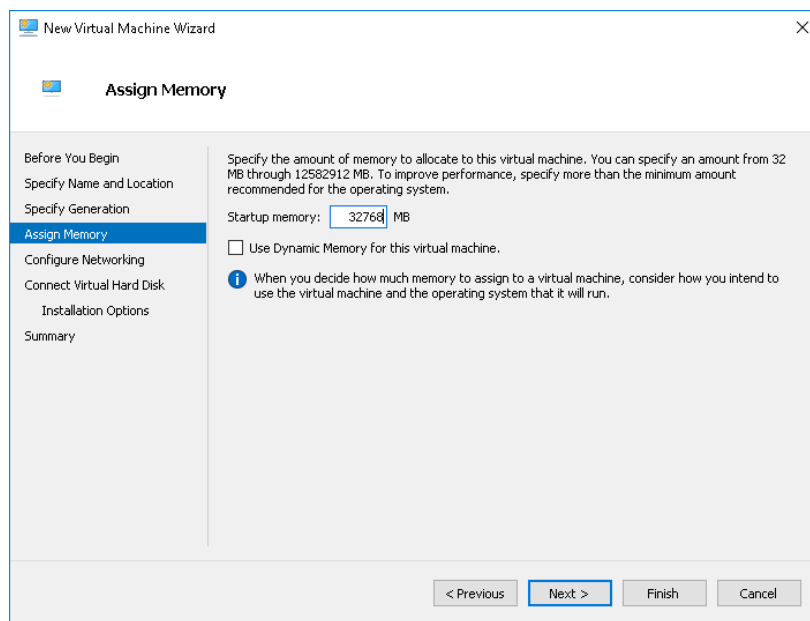 New Virtual Machine Wizard
Assign Memory
Before You Begin
Specify Name and Location
Specify Generation
Assign Memory
Configure Networking
Connect Virtual Hard Disk
Installation Options
Summary
Specify the amount of memory to allocate to this virtual machine. You can specify an amount from 32
MB through 12582912 MB. To improve performance, specify more than the minimum amount
recommended for the operating system.
Startup memory: 32768 MB
Use Dynamic Memory for this virtual machine.
When you decide how much memory to assign to a virtual machine, consider how you intend to
use the virtual machine and the operating system that it will run.
< Previous Next > Finish Cancel